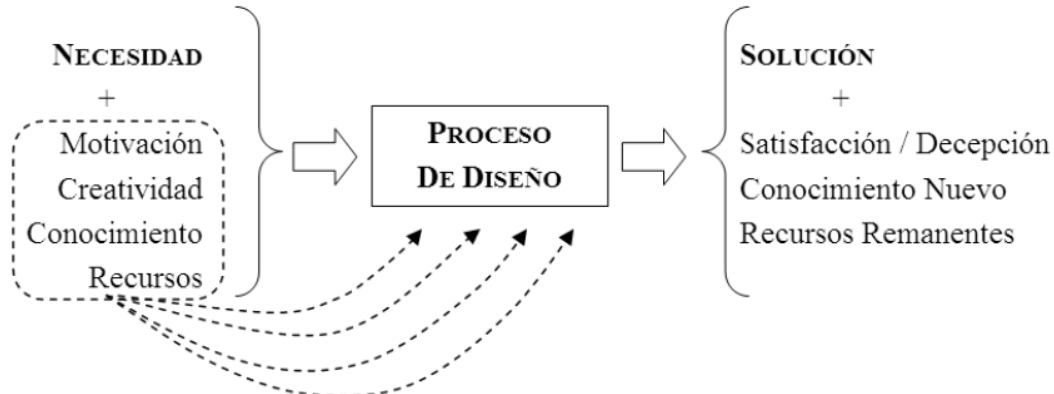 NECESIDAD
+
Motivación
Creatividad
Conocimiento
Recursos
PROCESO
DE DISEÑO
SOLUCIÓN
+
Satisfacción / Decepción
Conocimiento Nuevo
Recursos Remanentes